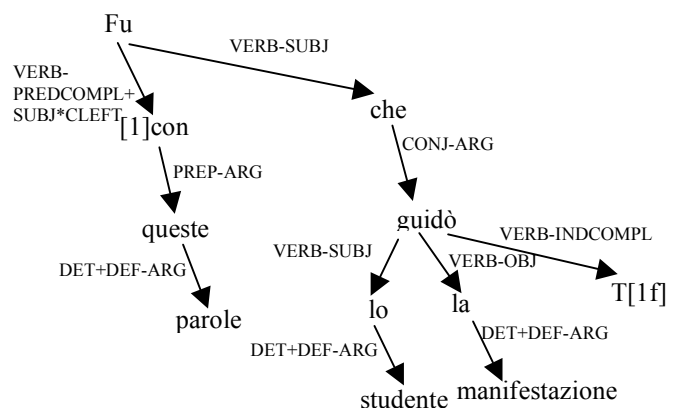 Fu
VERB-SUBJ
VERB-
PREDCOMPL+
SUBJ*CLEFT
[1]con
che
CONJ-ARG
PREP-ARG
queste
guidò
VERB-INDCOMPL
VERB-SUBJ
VERB-OBJ
DET+DEF-ARG
T[1f]
parole
lo
la
DET+DEF-ARG
DET+DEF-ARG
studente
manifestazione